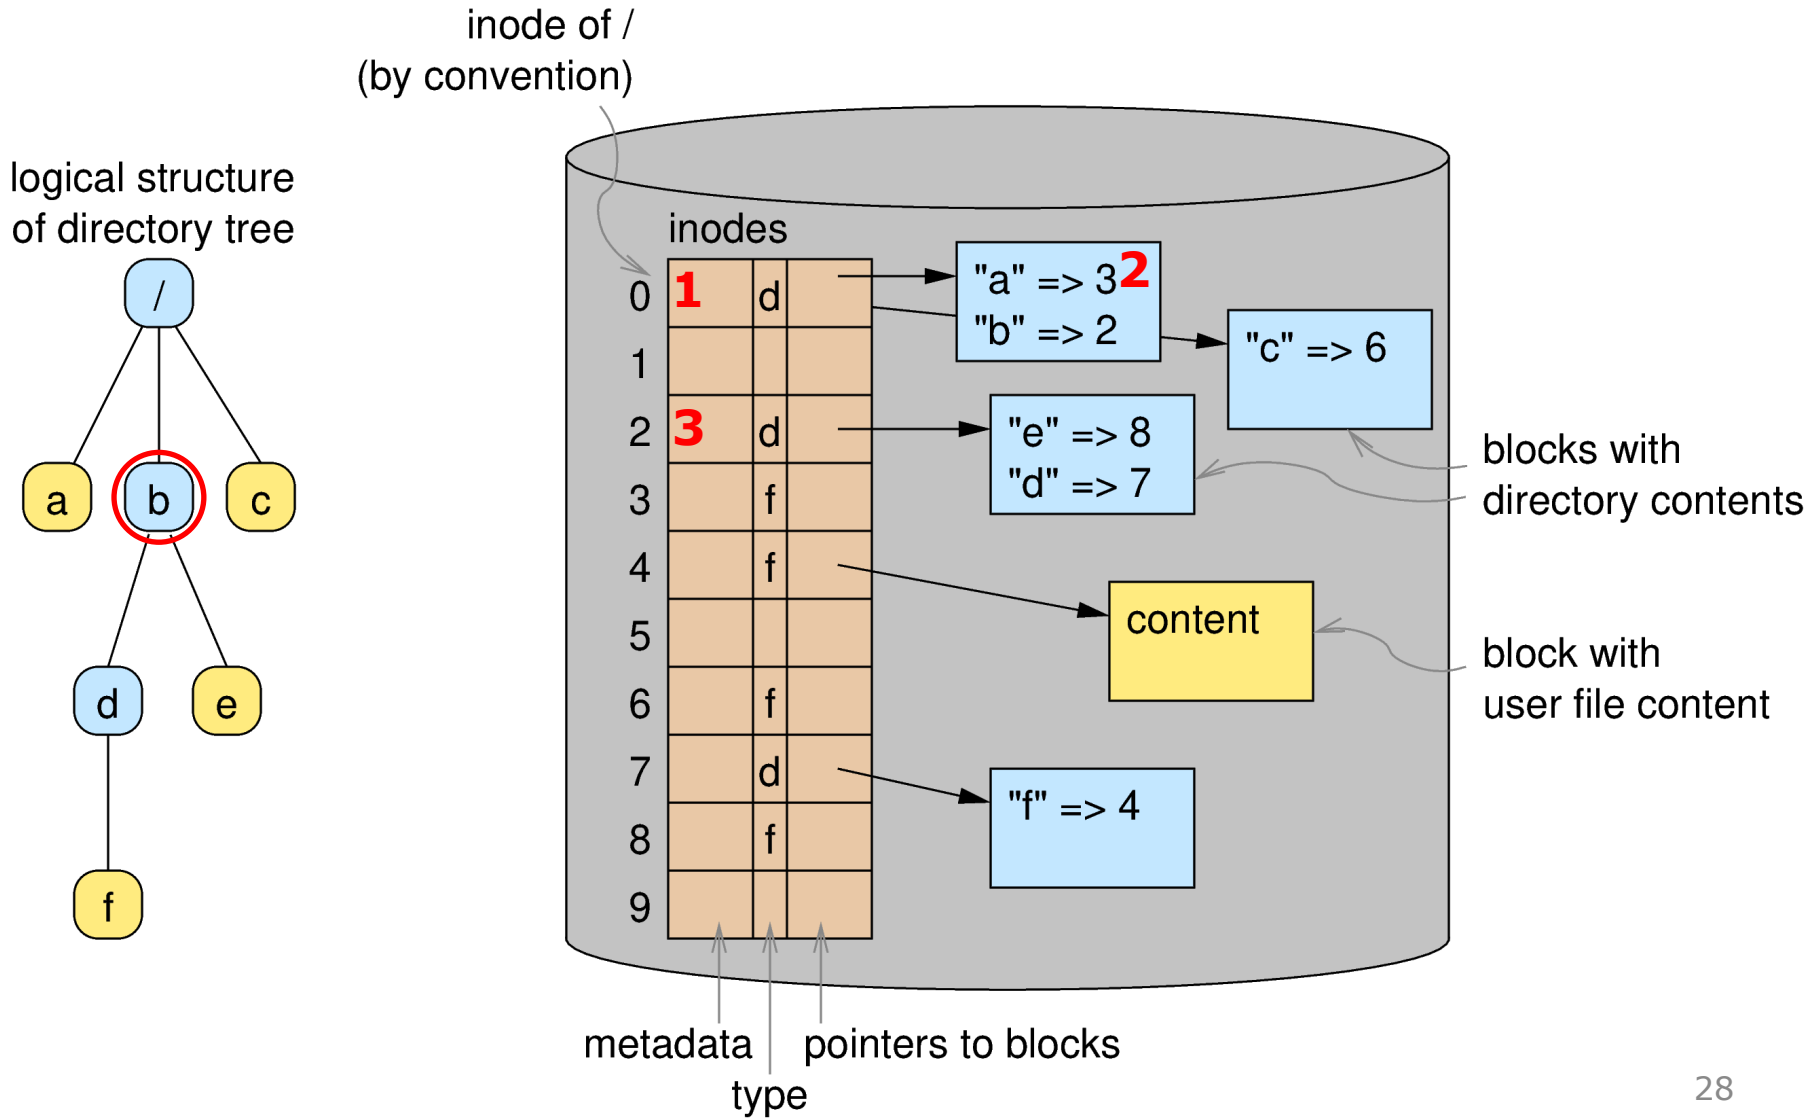 inode of /
(by convention)
logical structure
of directory tree
/
a
b
c
d
e
f
inodes
0 1 d
1
2 3 d
3 f
4 f
5
6 f
7 d
8 f
9
"a" => 3 2
"b" => 2
"c" => 6
"e" => 8
"d" => 7
content
"f" => 4
blocks with
directory contents
block with
user file content
metadata
type
pointers to blocks
28